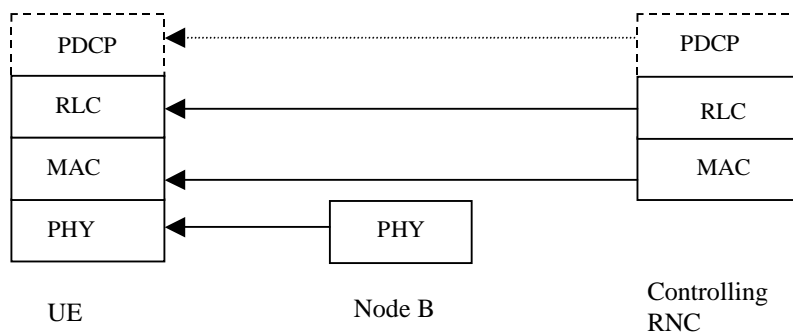 PDCP
PDCP
RLC
RLC
MAC
MAC
PHY
PHY
UE
Node B
Controlling
RNC